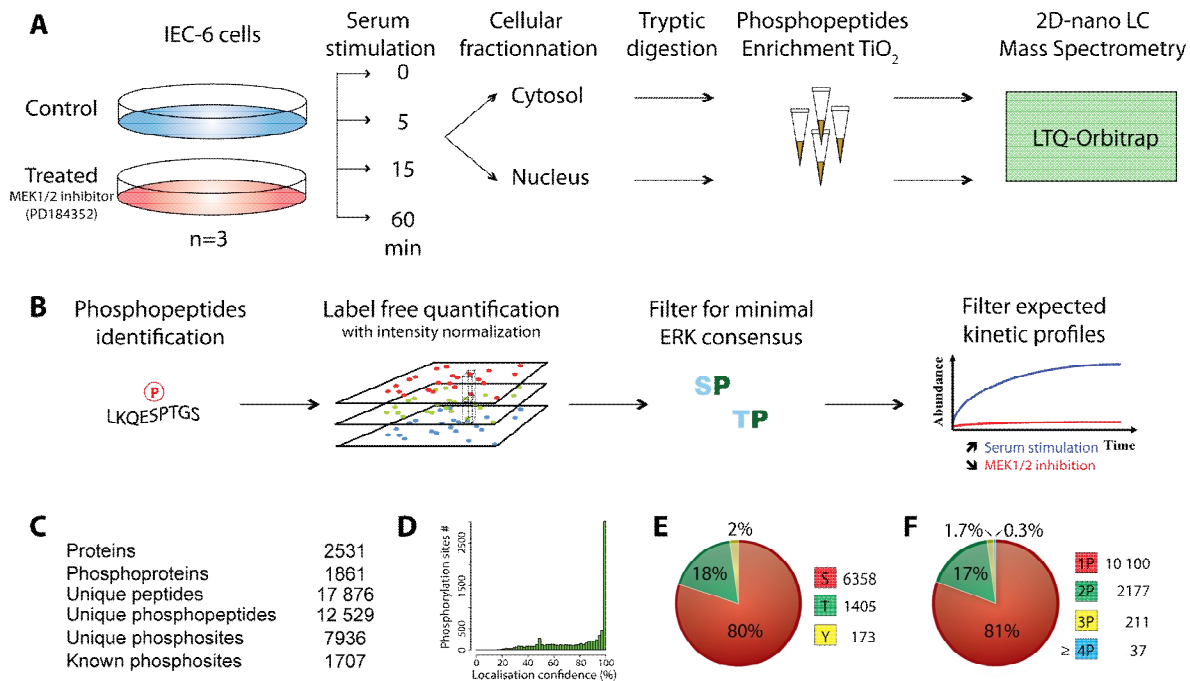 A
IEC-6 cells
Serum
stimulation
Cellular
fractionnation
Tryptic
digestion
Phosphopeptides
Enrichment TiO2
2D-nano LC
Mass Spectrometry
Control
Treated
MEK1/2 inhibitor
(PD184352)
n=3
0
5
15
60
min
Cytosol
Nucleus
LTQ-Orbitrap
B
Phosphopeptides
identification
Label free quantification
with intensity normalization
Filter for minimal
ERK consensus
Filter expected
kinetic profiles
P
LKQESPTGS
SP
TP
Abundance
Time
Serum stimulation
MEK1/2 inhibition
C
Proteins 2531
Phosphoproteins 1861
Unique peptides 17 876
Unique phosphopeptides 12 529
Unique phosphosites 7936
Known phosphosites 1707
D
Phosphorylation sites #
0 500 1500 2500
0 20 40 60 80 100
Localisation confidence (%)
E
2%
18%
80%
S 6358
T 1405
Y 173
F
1.7% 0.3%
17%
81%
1P 10 100
2P 2177
3P 211
≥ 4P 37